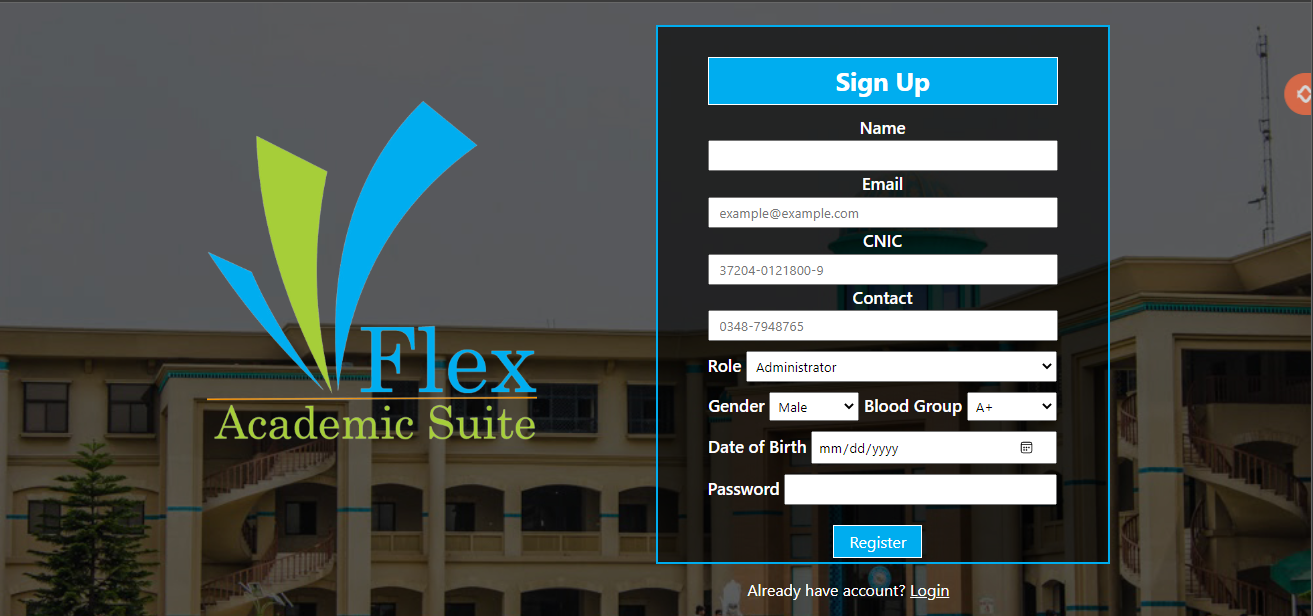 Flex
Academic Suite
Sign Up
Name
Email
example@example.com
CNIC
37204-0121800-9
Contact
0348-7948765
Role Administrator
Gender Male Blood Group A+
Date of Birth mm/dd/yyyy
Password
Register
Already have account? Login